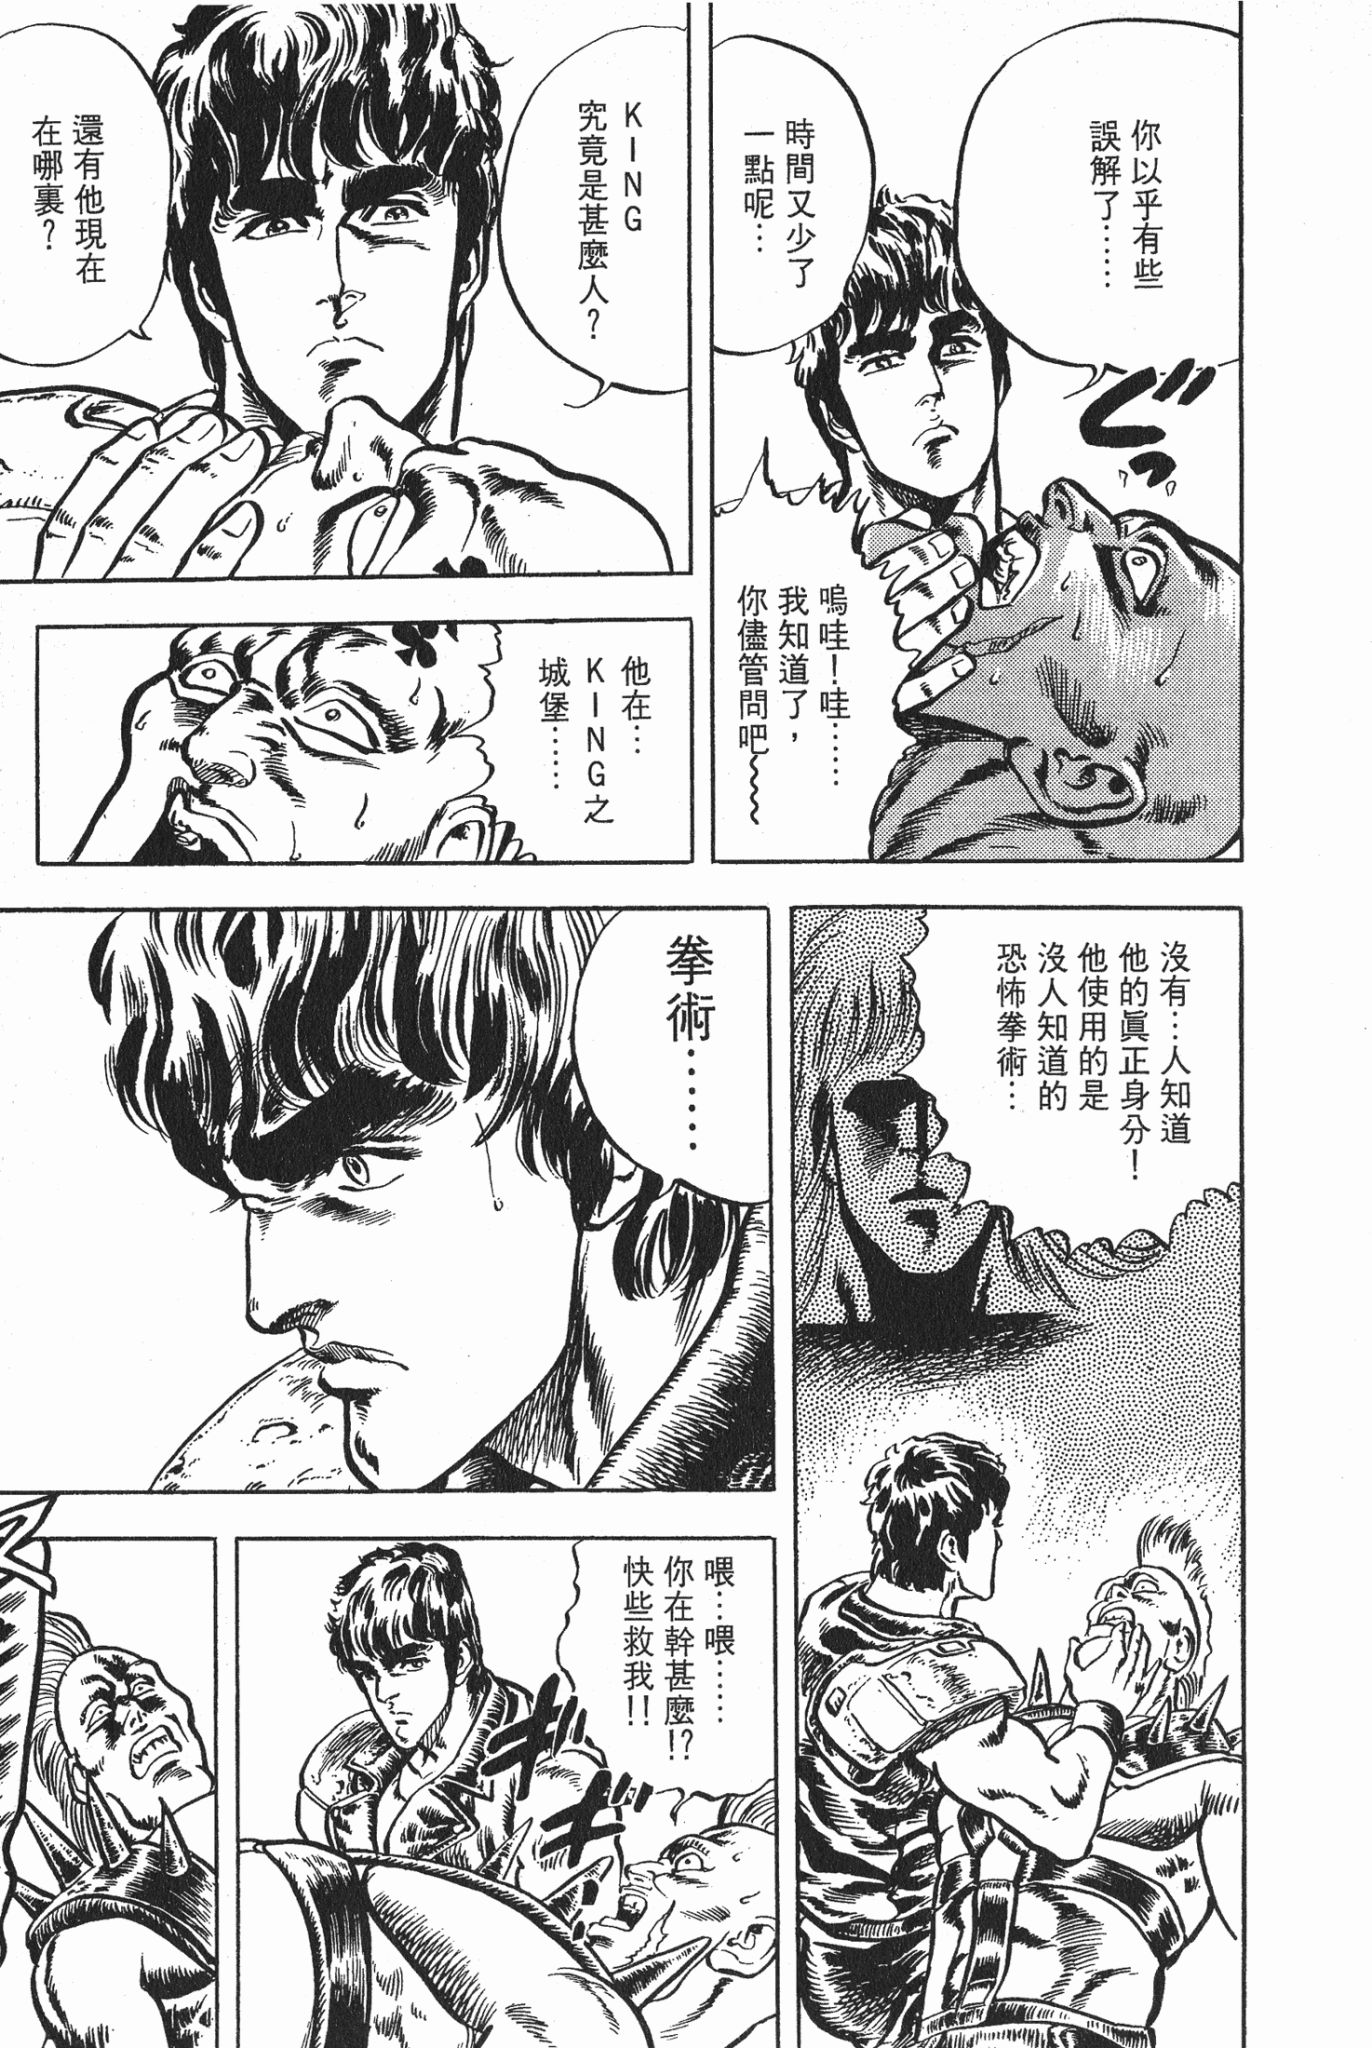 你以乎有些
誤解了……
時間又少了
一點呢…
ビッ
嗚哇！哇……
我知道了，
你儘管問吧～～
KING
究竟是甚麼人？
還有他現在
在哪裏？
他在…
KING之
城堡……
沒有…人知道
他的眞正身分！
他使用的是
沒人知道的
恐怖拳術…
拳術……
喂…喂……
你在幹甚麼!?
快些救我!!
ギギ